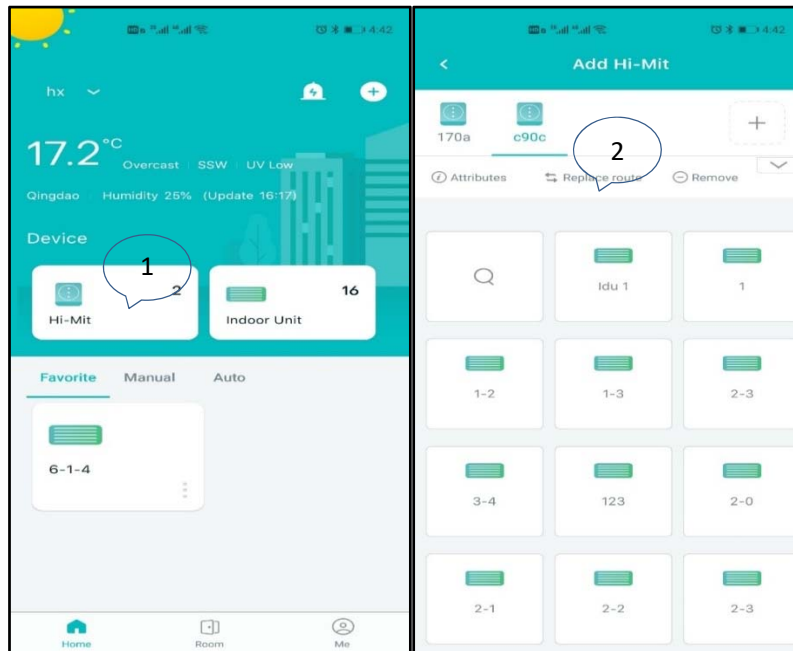 4:42
hx
17.2°C
Overcast SSW UV Low
Qingdao Humidity 25% (Update 16:17)
Device
1
2
Hi-Mit
16
Indoor Unit
Favorite Manual Auto
6-1-4
Home Room Me
4:42
Add Hi-Mit
170a c90c
2
Attributes Replace route Remove
Idu 1
1
1-2
1-3
2-3
3-4
123
2-0
2-1
2-2
2-3